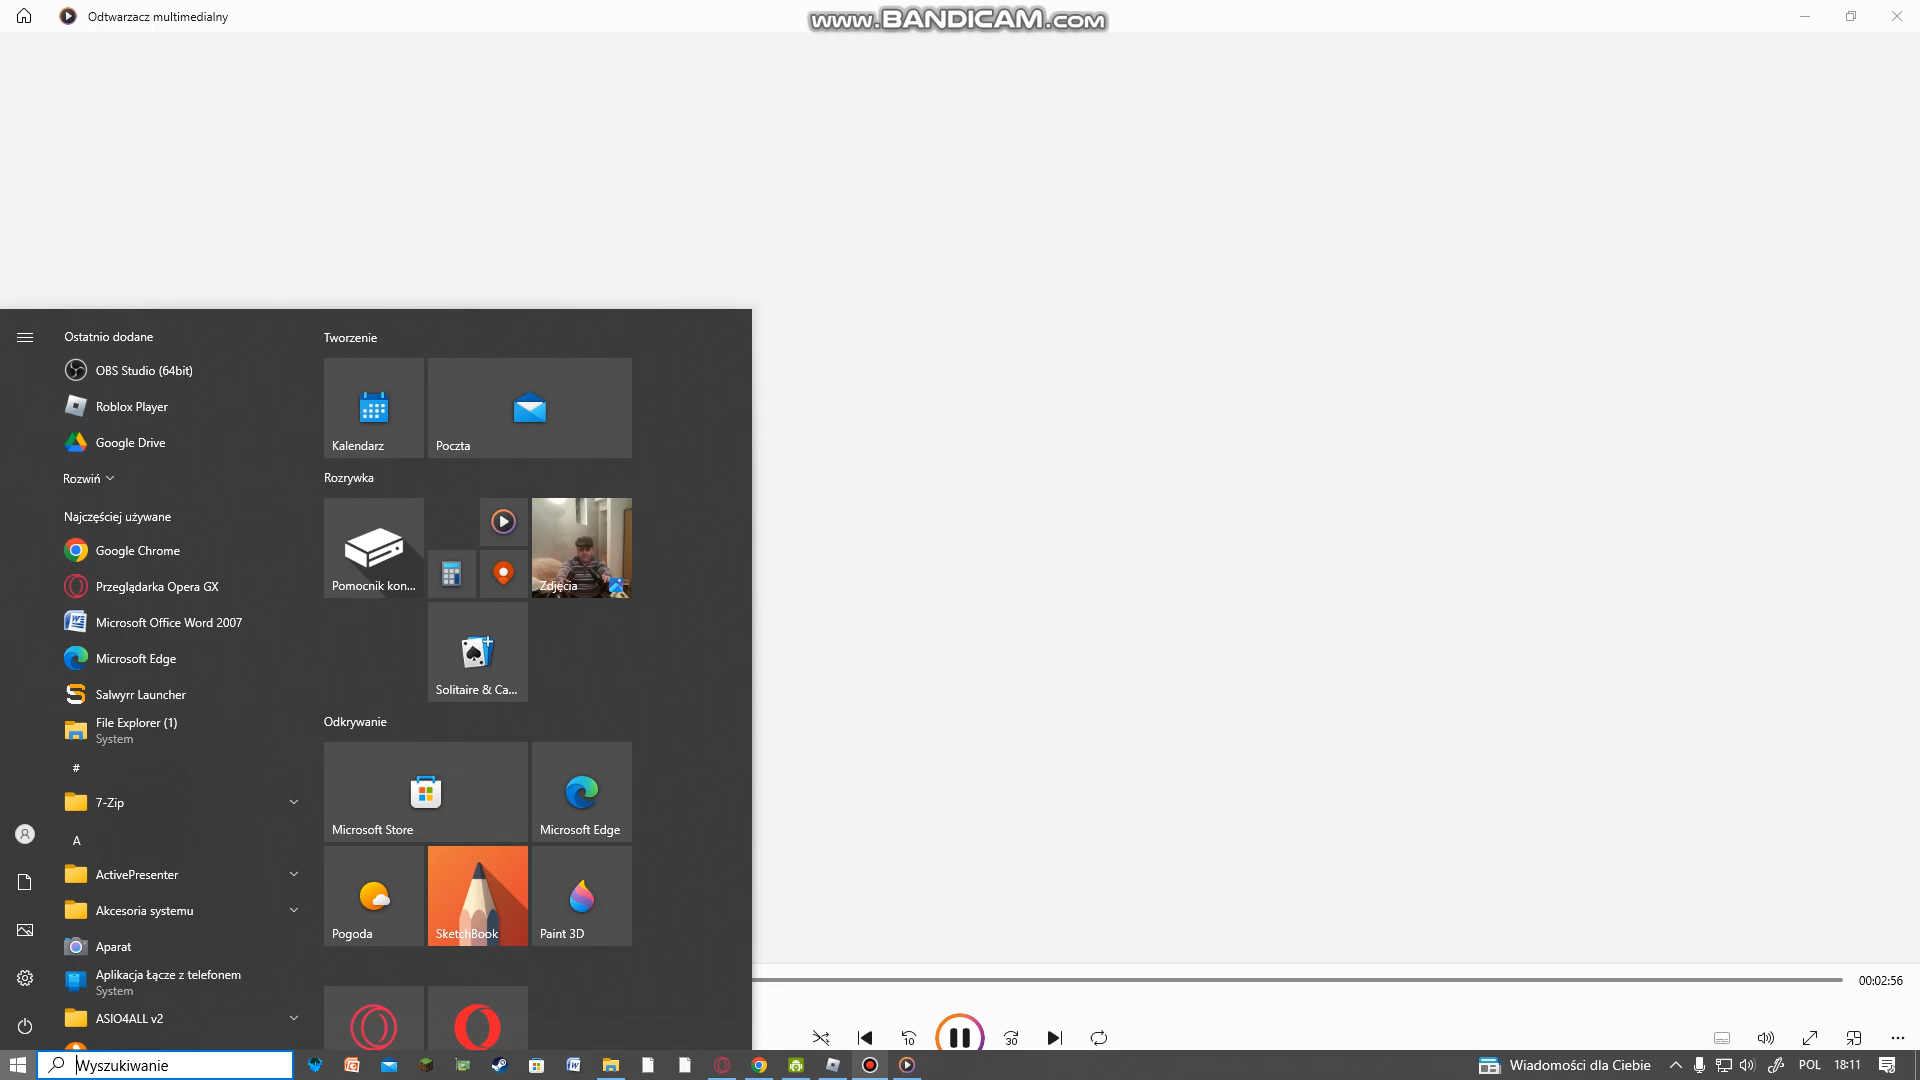 Odtwarzacz multimedialny
www.BANDICAM.com
Ostatnio dodane
OBS Studio (64bit)
Roblox Player
Google Drive
Rozwiń
Najczęściej używane
Google Chrome
Przeglądarka Opera GX
Microsoft Office Word 2007
Microsoft Edge
Salwyrr Launcher
File Explorer (1)
System
#
7-Zip
A
ActivePresenter
Akcesoria systemu
Aparat
Aplikacja Łącze z telefonem
System
ASIO4ALL v2
Tworzenie
Kalendarz
Poczta
Rozrywka
Pomocnik kon...
Zdjęcia
Solitaire & Ca...
Odkrywanie
Microsoft Store
Microsoft Edge
Pogoda
SketchBook
Paint 3D
00:02:56
10
30
Wyszukiwanie
Wiadomości dla Ciebie
POL
18:11